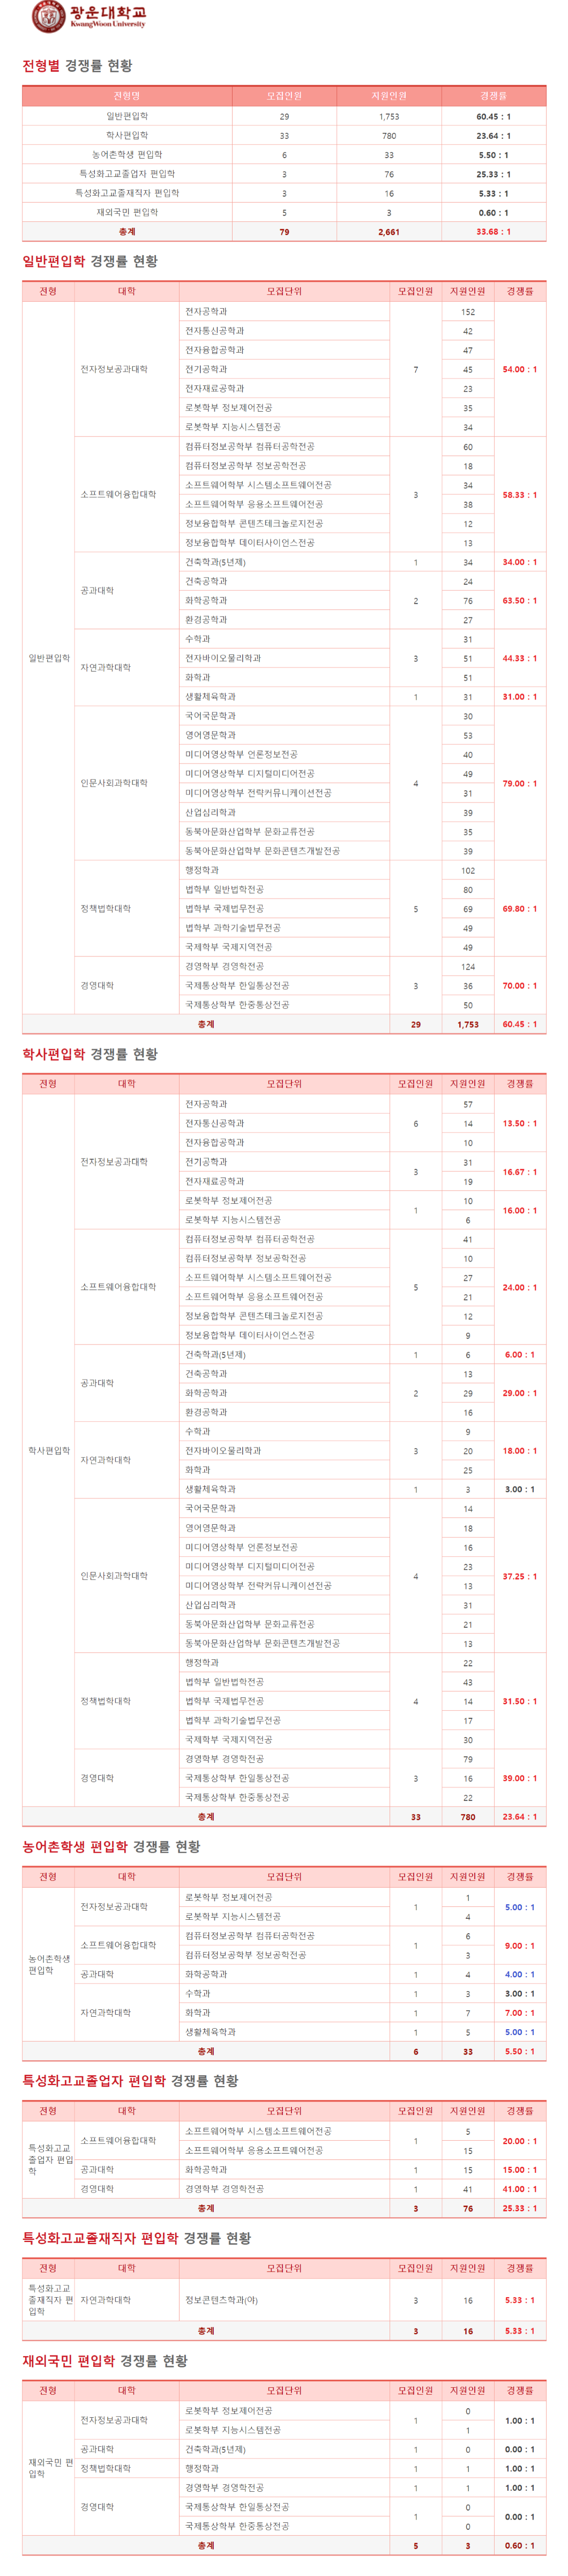 광운대학교
KwangWoon University
전형별 경쟁률 현황
전형명 모집인원 지원인원 경쟁률
일반편입학 29 1,753 60.45 : 1
학사편입학 33 780 23.64 : 1
농어촌학생 편입학 6 33 5.50 : 1
특성화고교졸업자 편입학 3 76 25.33 : 1
특성화고교졸재직자 편입학 3 16 5.33 : 1
재외국민 편입학 5 3 0.60 : 1
총계 79 2,661 33.68 : 1
일반편입학 경쟁률 현황
전형 대학 모집단위 모집인원 지원인원 경쟁률
일반편입학 전자정보공과대학 전자공학과 7 152 54.00 : 1
전자통신공학과 42
전자융합공학과 47
전기공학과 45
전자재료공학과 23
로봇학부 정보제어전공 35
로봇학부 지능시스템전공 34
소프트웨어융합대학 컴퓨터정보공학부 컴퓨터공학전공 3 60 58.33 : 1
컴퓨터정보공학부 정보공학전공 18
소프트웨어학부 시스템소프트웨어전공 34
소프트웨어학부 응용소프트웨어전공 38
정보융합학부 콘텐츠테크놀로지전공 12
정보융합학부 데이터사이언스전공 13
공과대학 건축학과(5년제) 1 34 34.00 : 1
건축공학과 2 24 63.50 : 1
화학공학과 76
환경공학과 27
자연과학대학 수학과 3 31 44.33 : 1
전자바이오물리학과 51
화학과 51
생활체육학과 1 31 31.00 : 1
인문사회과학대학 국어국문학과 4 30 79.00 : 1
영어영문학과 53
미디어영상학부 언론정보전공 40
미디어영상학부 디지털미디어전공 49
미디어영상학부 전략커뮤니케이션전공 31
산업심리학과 39
동북아문화산업학부 문화교류전공 35
동북아문화산업학부 문화콘텐츠개발전공 39
정책법학대학 행정학과 5 102 69.80 : 1
법학부 일반법학전공 80
법학부 국제법무전공 69
법학부 과학기술법무전공 49
국제학부 국제지역전공 49
경영대학 경영학부 경영학전공 3 124 70.00 : 1
국제통상학부 한일통상전공 36
국제통상학부 한중통상전공 50
총계 29 1,753 60.45 : 1
학사편입학 경쟁률 현황
전형 대학 모집단위 모집인원 지원인원 경쟁률
학사편입학 전자정보공과대학 전자공학과 6 57 13.50 : 1
전자통신공학과 14
전자융합공학과 10
전기공학과 3 31 16.67 : 1
전자재료공학과 19
로봇학부 정보제어전공 1 10 16.00 : 1
로봇학부 지능시스템전공 6
소프트웨어융합대학 컴퓨터정보공학부 컴퓨터공학전공 5 41 24.00 : 1
컴퓨터정보공학부 정보공학전공 10
소프트웨어학부 시스템소프트웨어전공 27
소프트웨어학부 응용소프트웨어전공 21
정보융합학부 콘텐츠테크놀로지전공 12
정보융합학부 데이터사이언스전공 9
공과대학 건축학과(5년제) 1 6 6.00 : 1
건축공학과 2 13 29.00 : 1
화학공학과 29
환경공학과 16
자연과학대학 수학과 3 9 18.00 : 1
전자바이오물리학과 20
화학과 25
생활체육학과 1 3 3.00 : 1
인문사회과학대학 국어국문학과 4 14 37.25 : 1
영어영문학과 18
미디어영상학부 언론정보전공 16
미디어영상학부 디지털미디어전공 23
미디어영상학부 전략커뮤니케이션전공 13
산업심리학과 31
동북아문화산업학부 문화교류전공 21
동북아문화산업학부 문화콘텐츠개발전공 13
정책법학대학 행정학과 4 22 31.50 : 1
법학부 일반법학전공 43
법학부 국제법무전공 14
법학부 과학기술법무전공 17
국제학부 국제지역전공 30
경영대학 경영학부 경영학전공 3 79 39.00 : 1
국제통상학부 한일통상전공 16
국제통상학부 한중통상전공 22
총계 33 780 23.64 : 1
농어촌학생 편입학 경쟁률 현황
전형 대학 모집단위 모집인원 지원인원 경쟁률
농어촌학생 편입학 전자정보공과대학 로봇학부 정보제어전공 1 1 5.00 : 1
로봇학부 지능시스템전공 4
소프트웨어융합대학 컴퓨터정보공학부 컴퓨터공학전공 1 6 9.00 : 1
컴퓨터정보공학부 정보공학전공 3
공과대학 화학공학과 1 4 4.00 : 1
자연과학대학 수학과 1 3 3.00 : 1
화학과 1 7 7.00 : 1
생활체육학과 1 5 5.00 : 1
총계 6 33 5.50 : 1
특성화고교졸업자 편입학 경쟁률 현황
전형 대학 모집단위 모집인원 지원인원 경쟁률
특성화고교졸업자 편입학 소프트웨어융합대학 소프트웨어학부 시스템소프트웨어전공 1 5 20.00 : 1
소프트웨어학부 응용소프트웨어전공 15
공과대학 화학공학과 1 15 15.00 : 1
경영대학 경영학부 경영학전공 1 41 41.00 : 1
총계 3 76 25.33 : 1
특성화고교졸재직자 편입학 경쟁률 현황
전형 대학 모집단위 모집인원 지원인원 경쟁률
특성화고교졸재직자 편입학 자연과학대학 정보콘텐츠학과(야) 3 16 5.33 : 1
총계 3 16 5.33 : 1
재외국민 편입학 경쟁률 현황
전형 대학 모집단위 모집인원 지원인원 경쟁률
재외국민 편입학 전자정보공과대학 로봇학부 정보제어전공 1 0 1.00 : 1
로봇학부 지능시스템전공 1
공과대학 건축학과(5년제) 1 0 0.00 : 1
정책법학대학 행정학과 1 1 1.00 : 1
경영대학 경영학부 경영학전공 1 1 1.00 : 1
국제통상학부 한일통상전공 1 0 0.00 : 1
국제통상학부 한중통상전공 0
총계 5 3 0.60 : 1